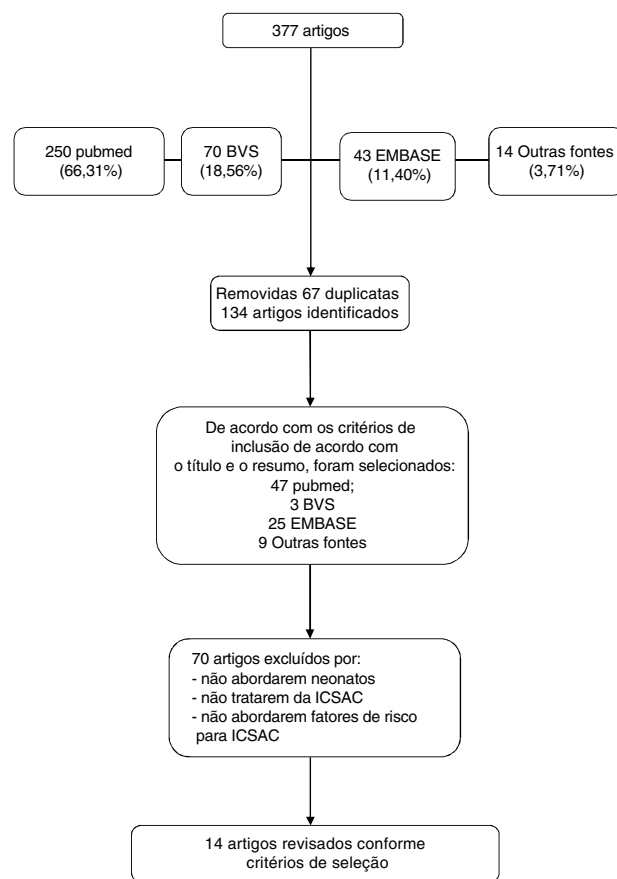 377 artigos
250 pubmed
(66,31%)
70 BVS
(18,56%)
43 EMBASE
(11,40%)
14 Outras fontes
(3,71%)
Removidas 67 duplicatas
134 artigos identificados
De acordo com os critérios de
inclusão de acordo com
o título e o resumo, foram selecionados:
47 pubmed;
3 BVS
25 EMBASE
9 Outras fontes
70 artigos excluídos por:
- não abordarem neonatos
- não tratarem da ICSAC
- não abordarem fatores de risco
para ICSAC
14 artigos revisados conforme
critérios de seleção